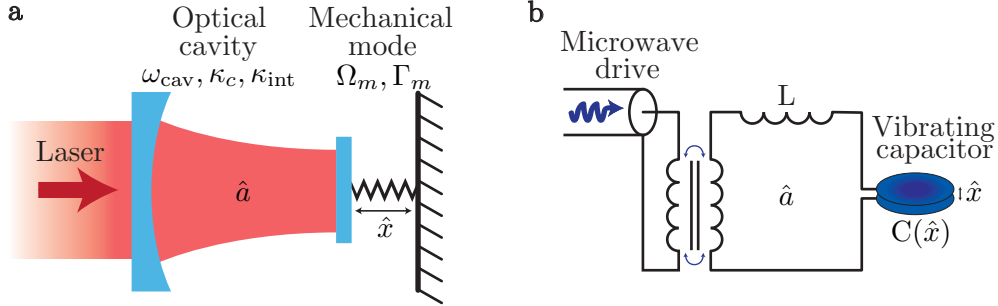 a
Optical
cavity
ω_cav, κ_c, κ_int
Mechanical
mode
Ω_m, Γ_m
Laser
â
x̂
b
Microwave
drive
L
Vibrating
capacitor
â
x̂
C(x̂)